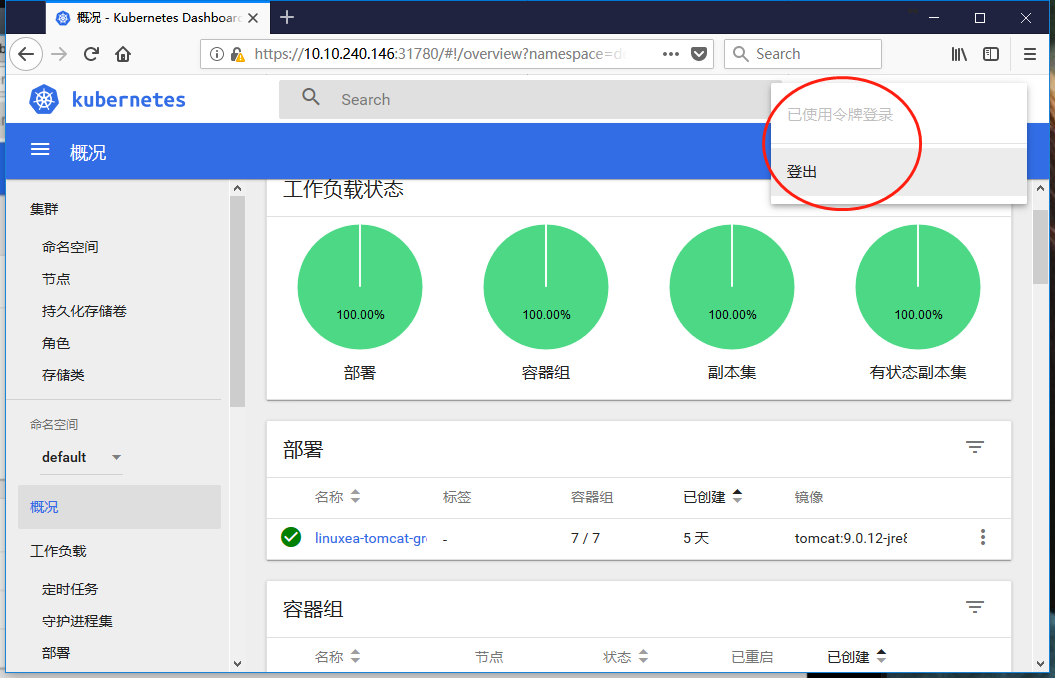 概况 - Kubernetes Dashboard
https://10.10.240.146:31780/#!/overview?namespace=de
Search
kubernetes
Search
已使用令牌登录
登出
概况
集群
命名空间
节点
持久化存储卷
角色
存储类
命名空间
default
概况
工作负载
定时任务
守护进程集
部署
工作负载状态
100.00%
100.00%
100.00%
100.00%
部署
容器组
副本集
有状态副本集
部署
名称
标签
容器组
已创建
镜像
linuxea-tomcat-gr
-
7 / 7
5 天
tomcat:9.0.12-jre8
容器组
名称
节点
状态
已重启
已创建